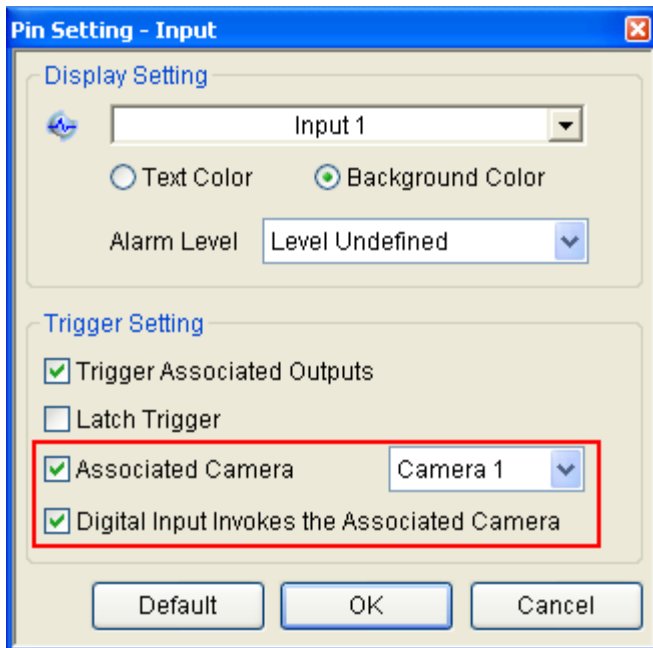 Pin Setting - Input
Display Setting
Input 1
Text Color Background Color
Alarm Level Level Undefined
Trigger Setting
Trigger Associated Outputs
Latch Trigger
Associated Camera Camera 1
Digital Input Invokes the Associated Camera
Default OK Cancel